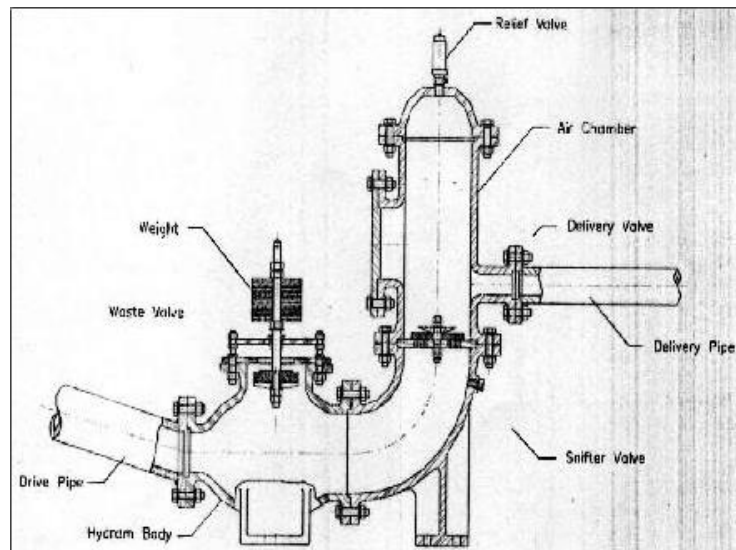 Relief Valve
Air Chamber
Weight
Delivery Valve
Waste Valve
Delivery Pipe
Snifter Valve
Drive Pipe
Hydram Body